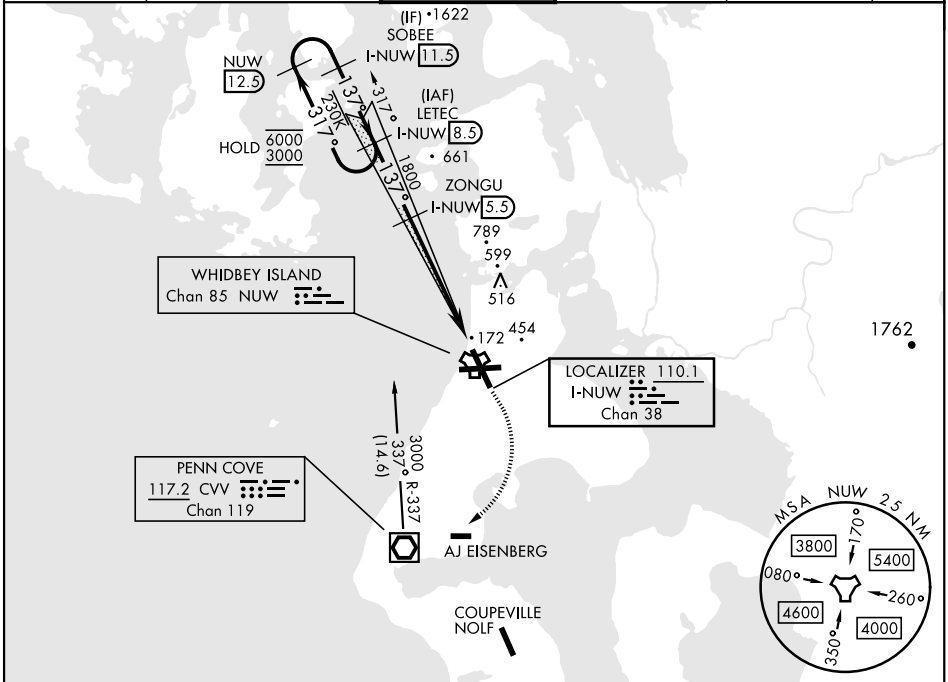 (IF) 1622
SOBEE
I-NUW 11.5
NUW
12.5
137°
317°
(IAF)
LETEC
I-NUW 8.5
230K
317°
HOLD 6000
3000
661
1800
137°
ZONGU
I-NUW 5.5
789
599
516
WHIDBEY ISLAND
Chan 85 NUW
172
454
1762
LOCALIZER 110.1
I-NUW
Chan 38
3000
337°
(14.6)
R-337
PENN COVE
117.2 CVV
Chan 119
AJ EISENBERG
COUPEVILLE
NOLF
MSA NUW 25 NM
170°
3800
5400
080°
260°
4600
4000
350°